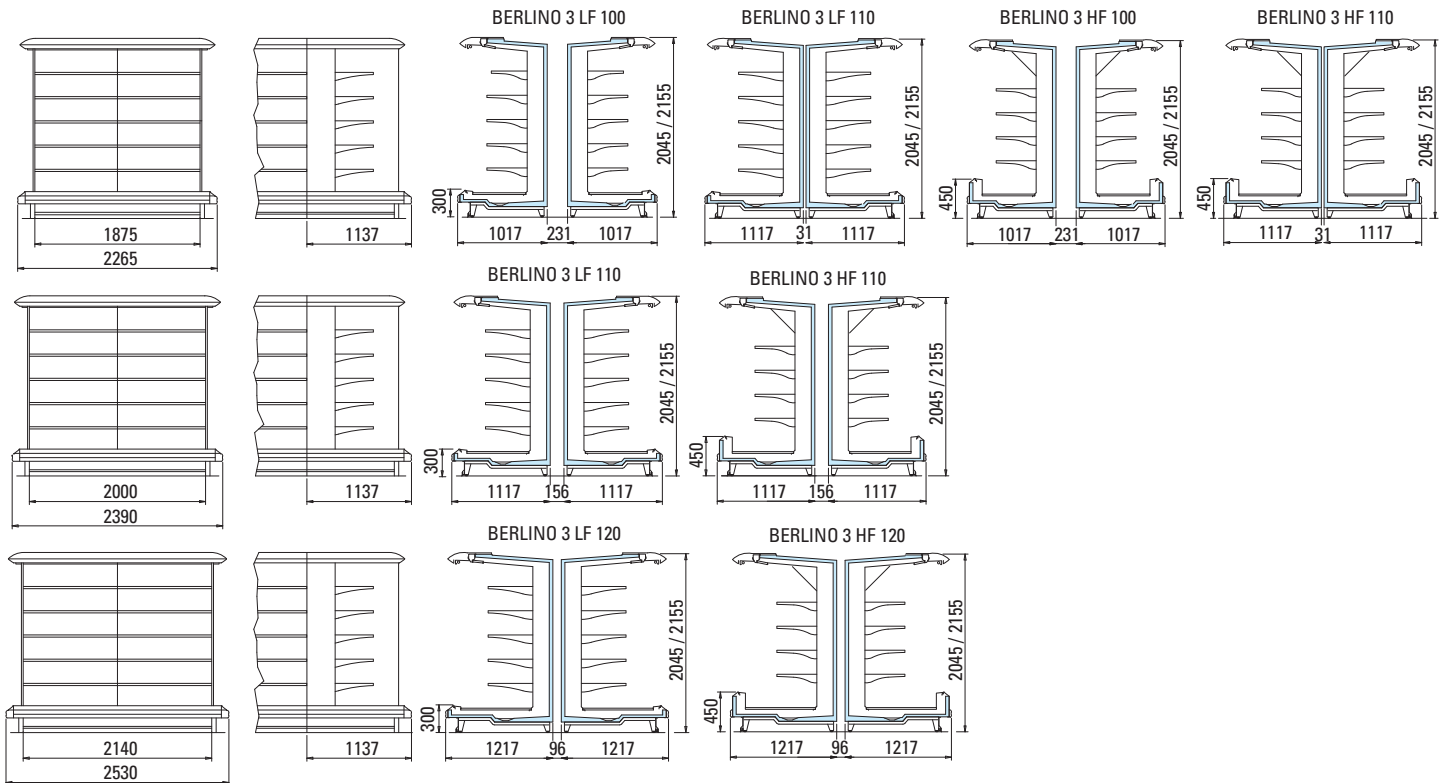 BERLINO 3 LF 100
BERLINO 3 LF 110
BERLINO 3 HF 100
BERLINO 3 HF 110
2045 / 2155
2045 / 2155
2045 / 2155
2045 / 2155
300
450
450
1875
1137
1017 231 1017
1117 31 1117
1017 231 1017
1117 31 1117
2265
BERLINO 3 LF 110
BERLINO 3 HF 110
2045 / 2155
2045 / 2155
300
450
2000
1137
1117 156 1117
1117 156 1117
2390
BERLINO 3 LF 120
BERLINO 3 HF 120
2045 / 2155
2045 / 2155
300
450
2140
1137
1217 96 1217
1217 96 1217
2530